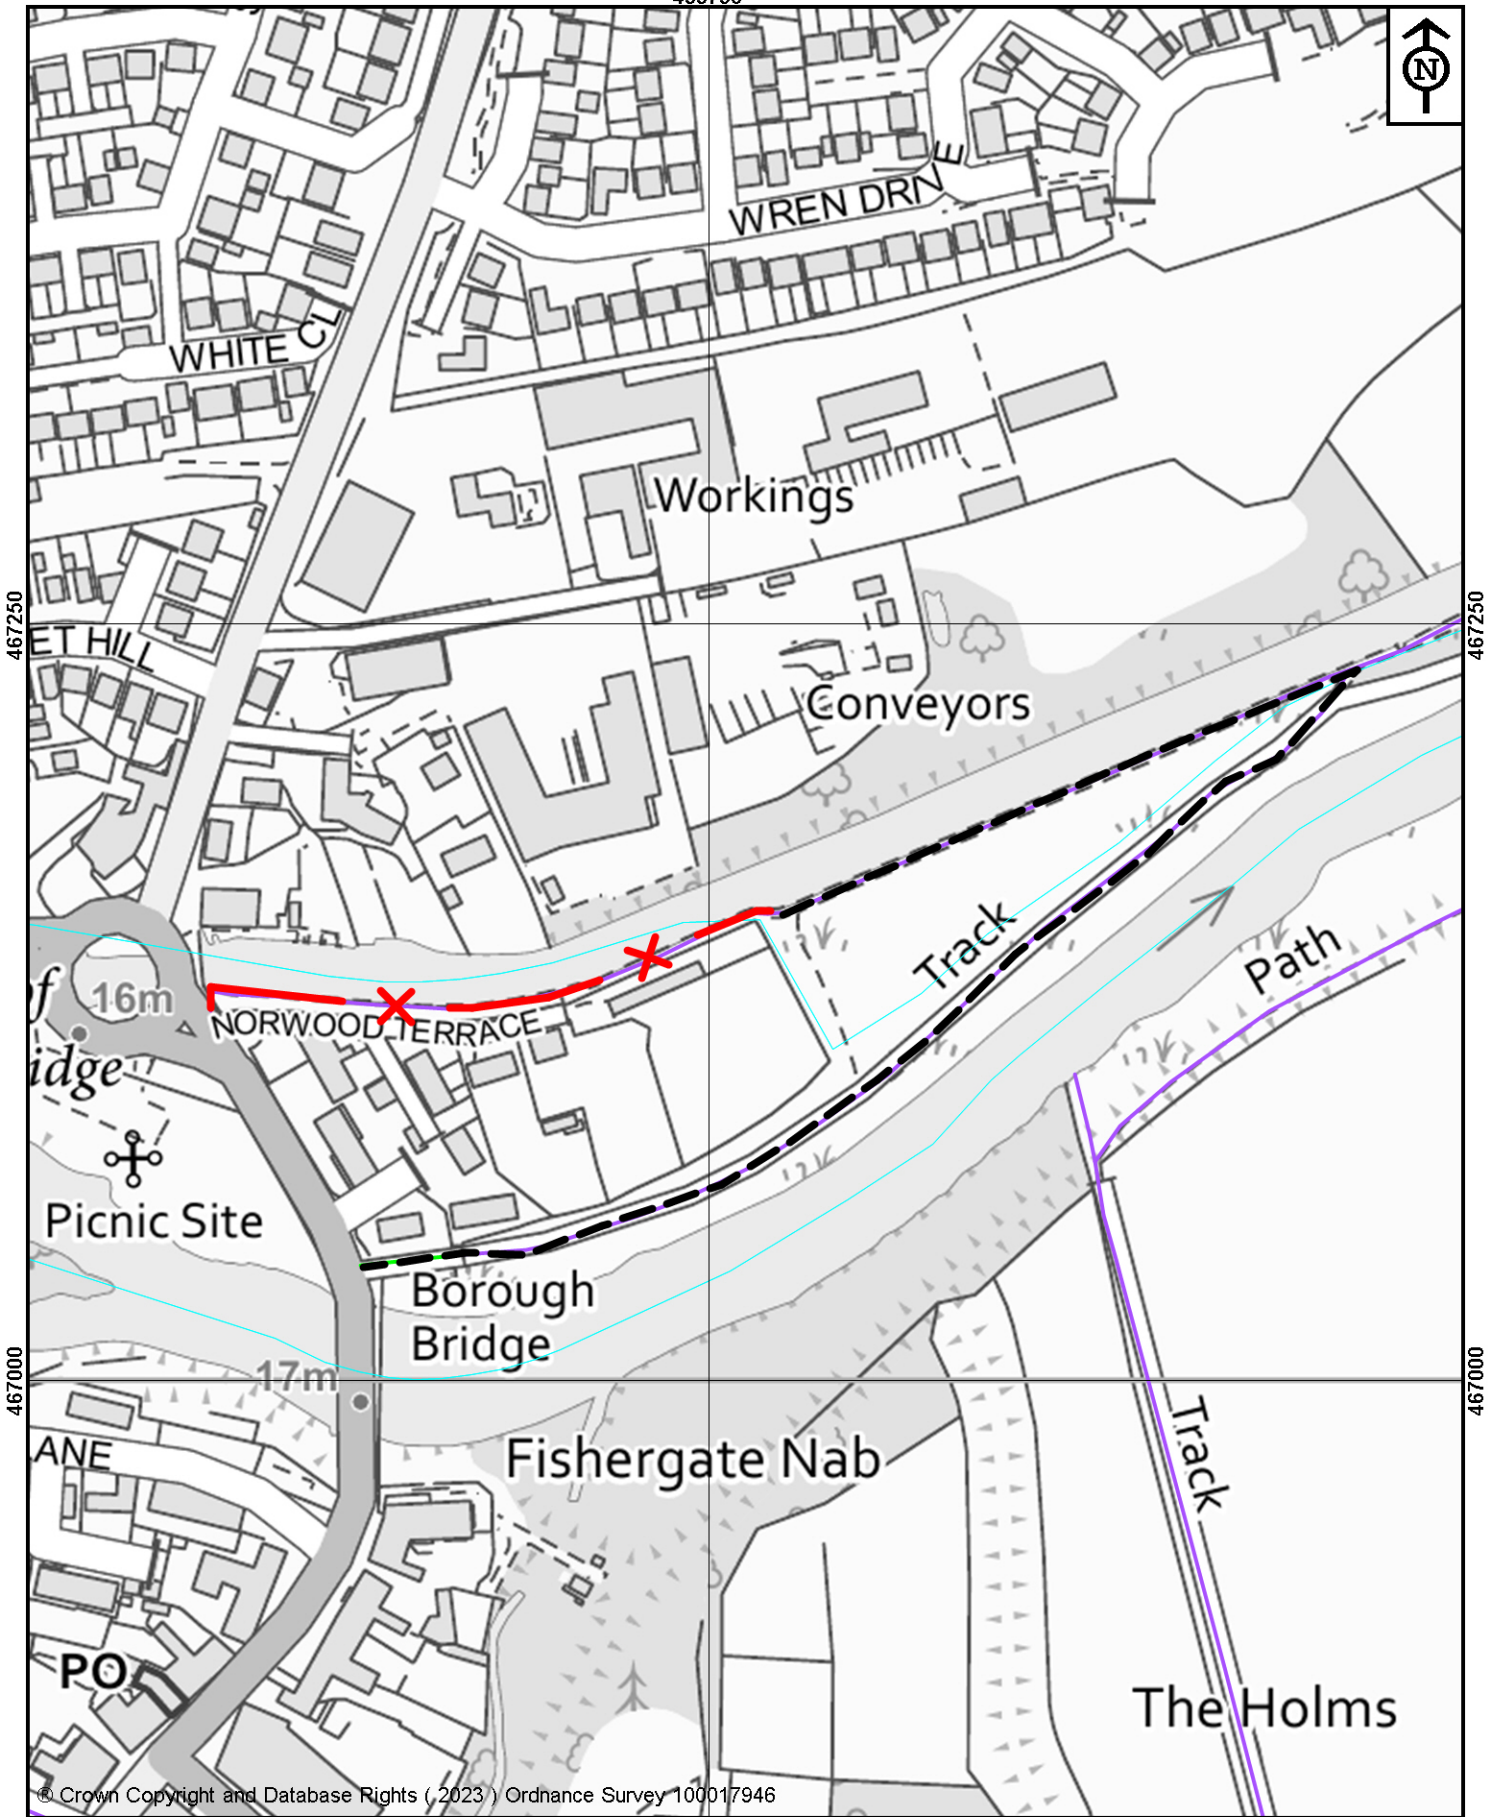 N
WREN DRN E
WHITE CL
Workings
467250
467250
ET HILL
Conveyors
Track
Path
of
16m
NORWOOD TERRACE
idge
Picnic Site
Borough
Bridge
17m
467000
467000
ANE
Fishergate Nab
Track
PO
The Holms
© Crown Copyright and Database Rights ( 2023 ) Ordnance Survey 100017946